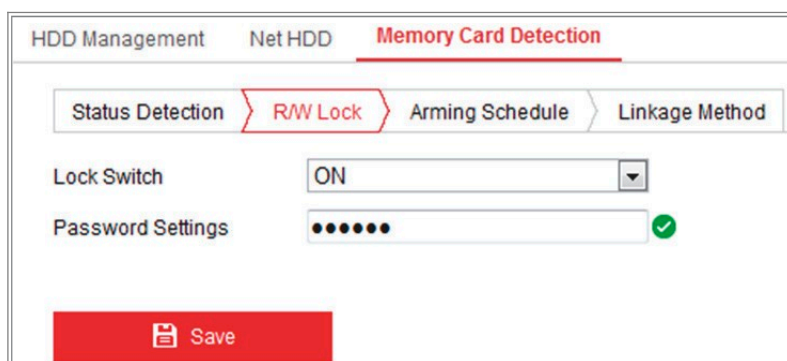 HDD Management Net HDD Memory Card Detection
Status Detection R/W Lock Arming Schedule Linkage Method
Lock Switch ON
Password Settings ●●●●●●
Save